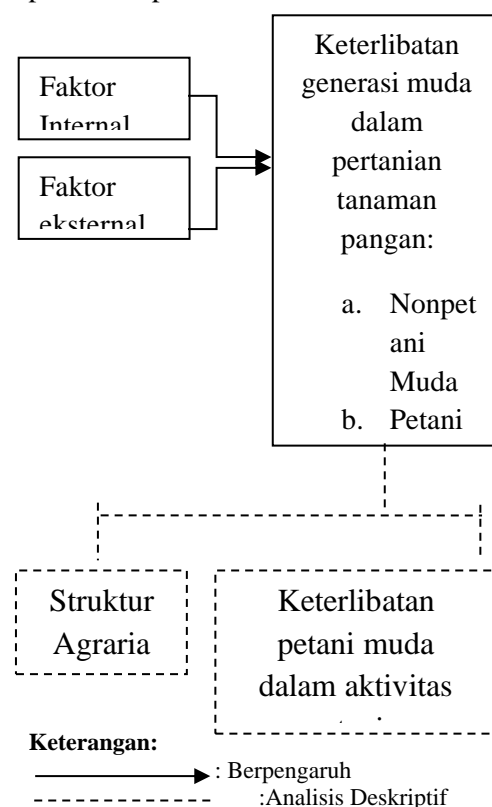 Faktor
Internal
Faktor
eksternal
Keterlibatan
generasi muda
dalam
pertanian
tanaman
pangan:
a. Nonpet
ani
Muda
b. Petani
Struktur
Agraria
Keterlibatan
petani muda
dalam aktivitas
Keterangan:
: Berpengaruh
:Analisis Deskriptif